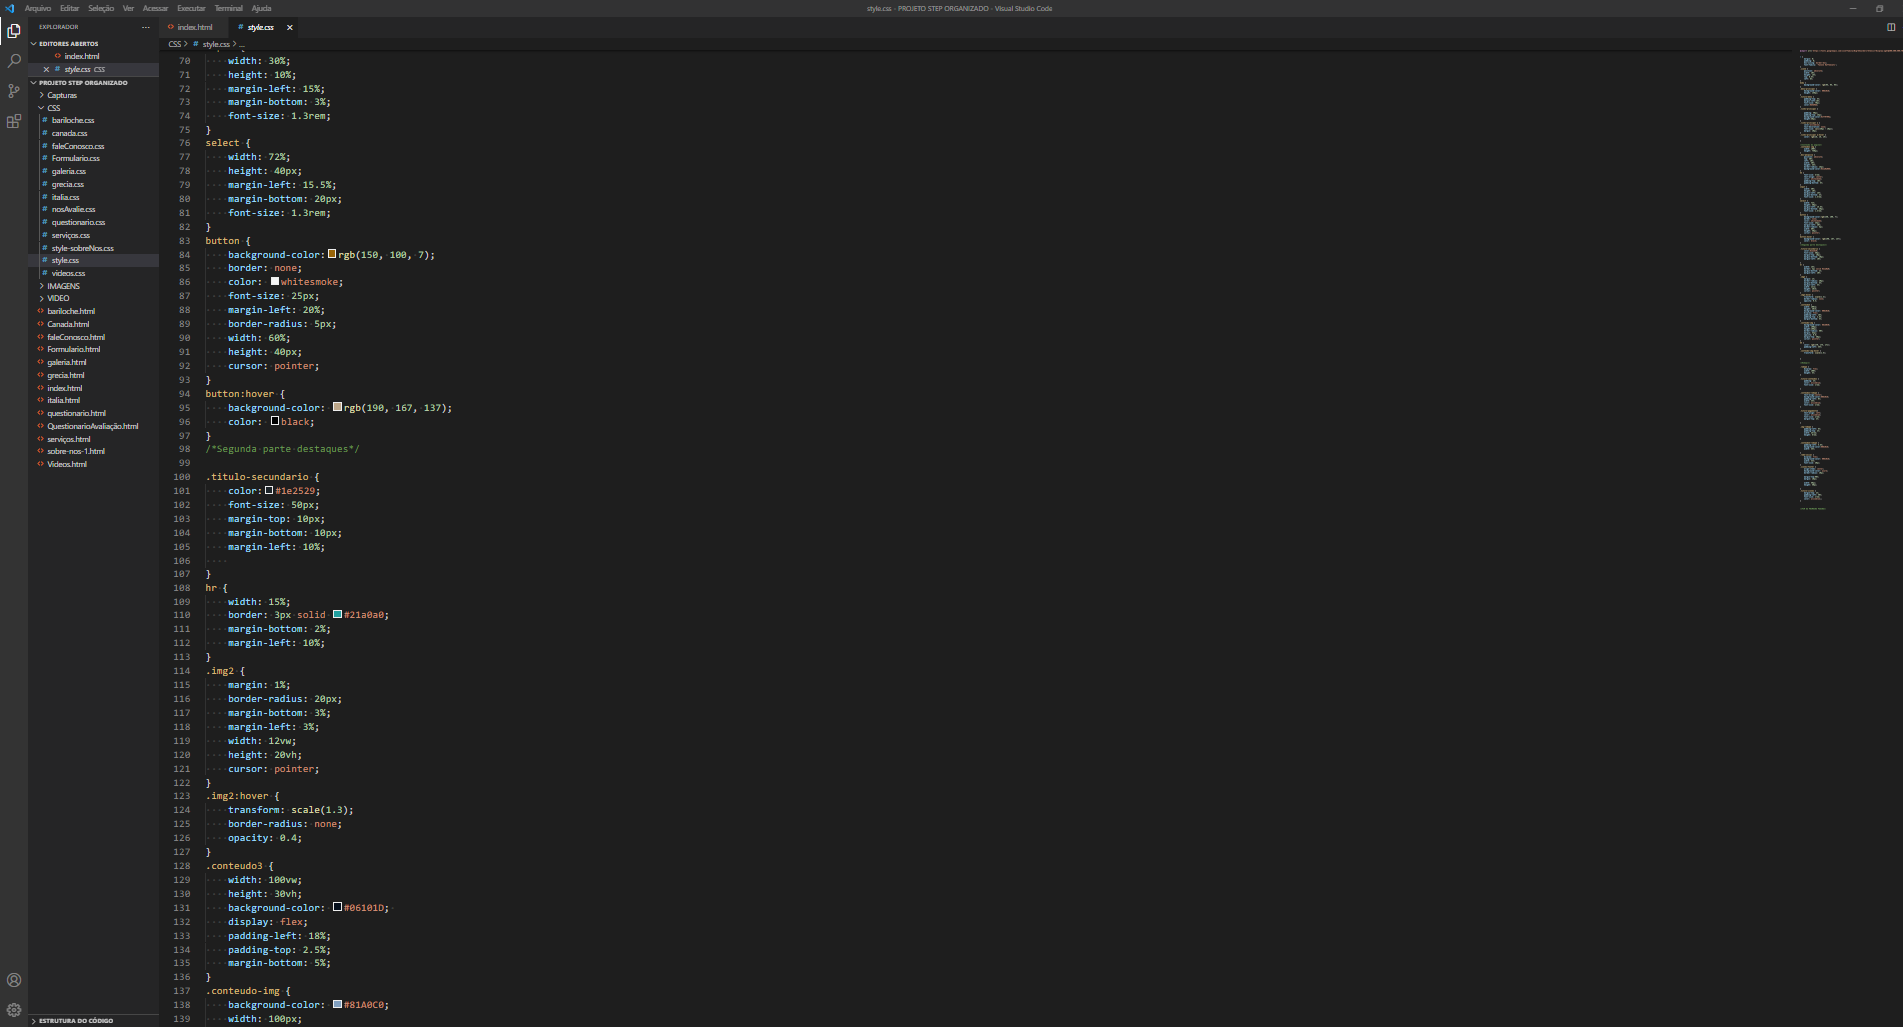 Arquivo Editar Seleção Ver Acessar Executar Terminal Ajuda
style.css - PROJETO STEP ORGANIZADO - Visual Studio Code
EXPLORADOR
EDITORES ABERTOS
index.html
style.css CSS
PROJETO STEP ORGANIZADO
Capturas
CSS
bariloche.css
canada.css
faleConosco.css
Formulario.css
galeria.css
grecia.css
italia.css
nosAvalie.css
questionario.css
serviços.css
style-sobreNos.css
style.css
videos.css
IMAGENS
VIDEO
bariloche.html
Canada.html
faleConosco.html
Formulario.html
galeria.html
grecia.html
index.html
italia.html
questionario.html
QuestionarioAvaliação.html
serviços.html
sobre-nos-1.html
Videos.html
ESTRUTURA DO CÓDIGO
index.html
style.css
CSS > # style.css > ...
70 width: 30%;
71 height: 10%;
72 margin-left: 15%;
73 margin-bottom: 3%;
74 font-size: 1.3rem;
75 }
76 select {
77 width: 72%;
78 height: 40px;
79 margin-left: 15.5%;
80 margin-bottom: 20px;
81 font-size: 1.3rem;
82 }
83 button {
84 background-color: rgb(150, 100, 7);
85 border: none;
86 color: whitesmoke;
87 font-size: 25px;
88 margin-left: 20%;
89 border-radius: 5px;
90 width: 60%;
91 height: 40px;
92 cursor: pointer;
93 }
94 button:hover {
95 background-color: rgb(190, 167, 137);
96 color: black;
97 }
98 /*Segunda parte destaques*/
99
100 .titulo-secundario {
101 color: #1e2529;
102 font-size: 50px;
103 margin-top: 10px;
104 margin-bottom: 10px;
105 margin-left: 10%;
106
107 }
108 hr {
109 width: 15%;
110 border: 3px solid #21a0a0;
111 margin-bottom: 2%;
112 margin-left: 10%;
113 }
114 .img2 {
115 margin: 1%;
116 border-radius: 20px;
117 margin-bottom: 3%;
118 margin-left: 3%;
119 width: 12vw;
120 height: 20vh;
121 cursor: pointer;
122 }
123 .img2:hover {
124 transform: scale(1.3);
125 border-radius: none;
126 opacity: 0.4;
127 }
128 .conteudo3 {
129 width: 100vw;
130 height: 30vh;
131 background-color: #06101D;
132 display: flex;
133 padding-left: 18%;
134 padding-top: 2.5%;
135 margin-bottom: 5%;
136 }
137 .conteudo-img {
138 background-color: #81A0C0;
139 width: 100px;